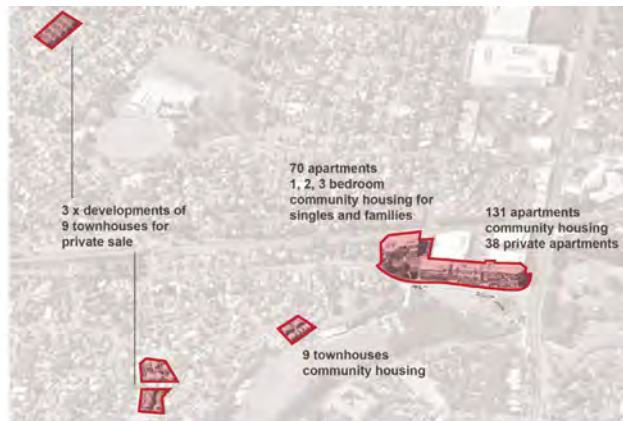 70 apartments
1, 2, 3 bedroom
community housing for
singles and families
3 x developments of
9 townhouses for
private sale
131 apartments
community housing
38 private apartments
9 townhouses
community housing